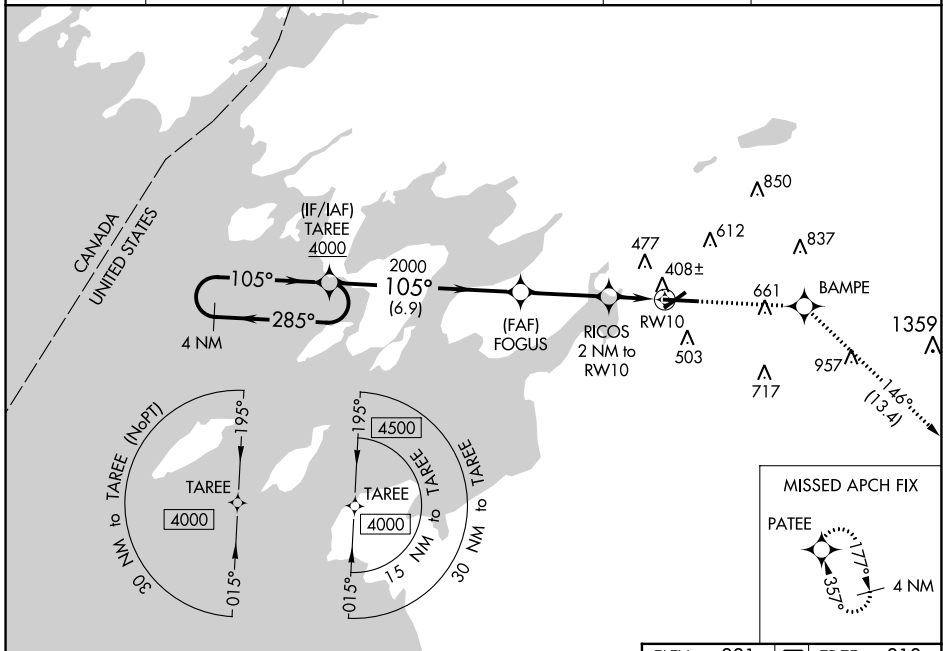 CANADA
UNITED STATES
(IF/IAF)
TAREE
4000
105°
285°
4 NM
2000
105°
(6.9)
(FAF)
FOGUS
RICOS
2 NM to
RW10
RW10
477
408±
612
850
837
661
503
717
BAMPE
957
1359
146°
(13.4)
30 NM to TAREE (NoPT)
195°
TAREE
4000
015°
195°
4500
TAREE
4000
15 NM to TAREE
30 NM to TAREE
015°
MISSED APCH FIX
PATEE
177°
357°
4 NM